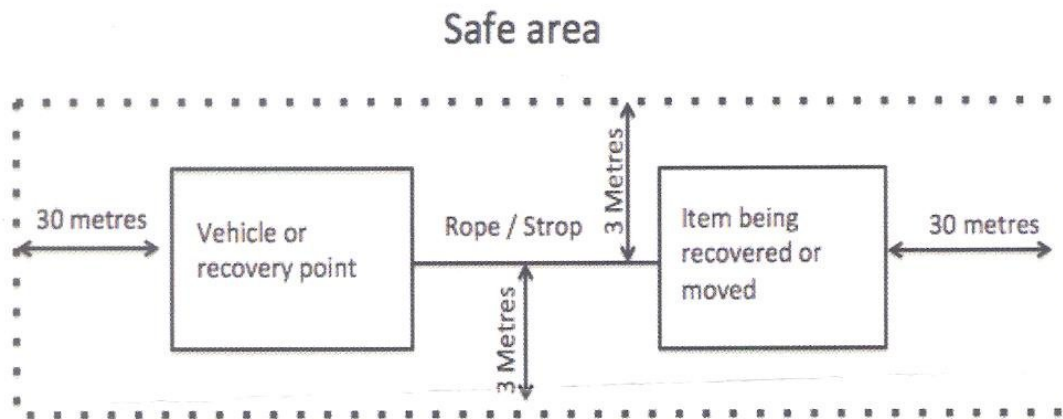 Safe area
3 Metres
30 metres
Vehicle or
recovery point
Rope / Strop
Item being
recovered or
moved
30 metres
3 Metres